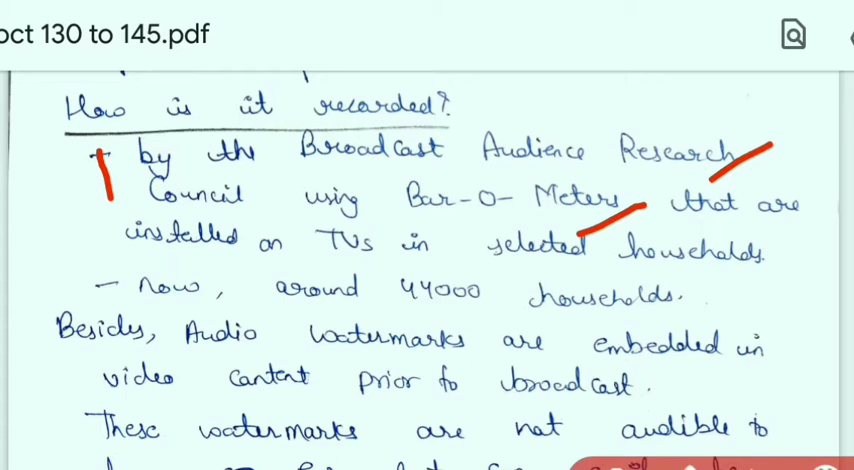 oct 130 to 145.pdf
How is it recorded?
- by the Broadcast Audience Research
Council using Bar-O-Meters that are
installed on TVs in selected households.
- now, around 44000 households.
Besides, Audio watermarks are embedded in
video content prior to broadcast.
These watermarks are not audible to